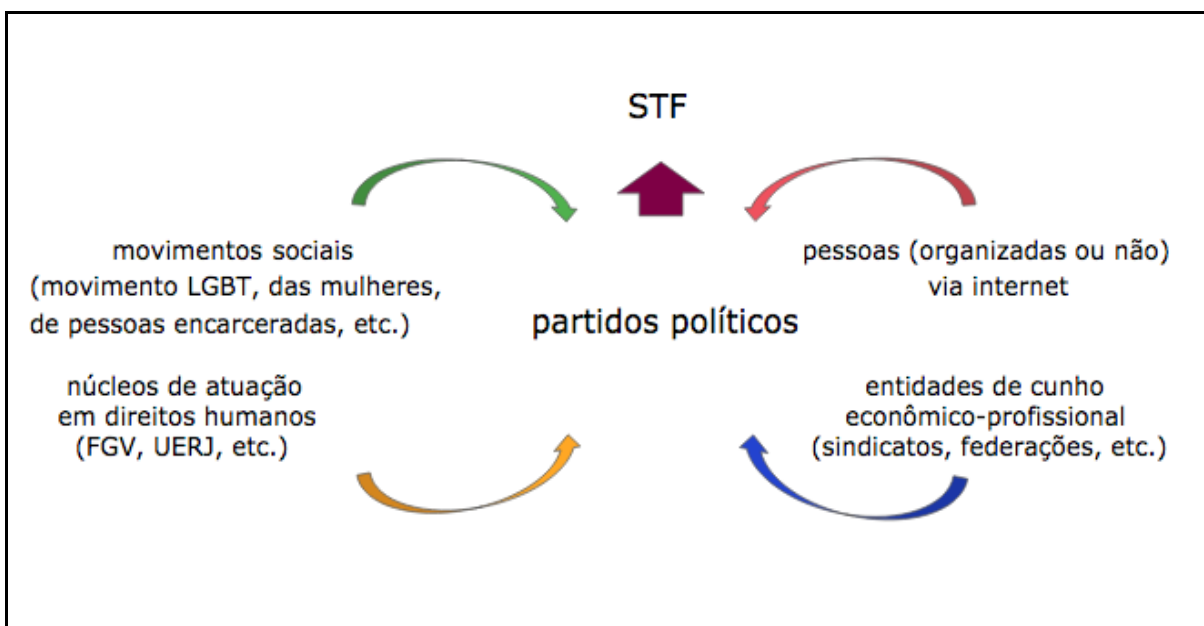 STF
movimentos sociais
(movimento LGBT, das mulheres,
de pessoas encarceradas, etc.)
pessoas (organizadas ou não)
via internet
partidos políticos
núcleos de atuação
em direitos humanos
(FGV, UERJ, etc.)
entidades de cunho
econômico-profissional
(sindicatos, federações, etc.)